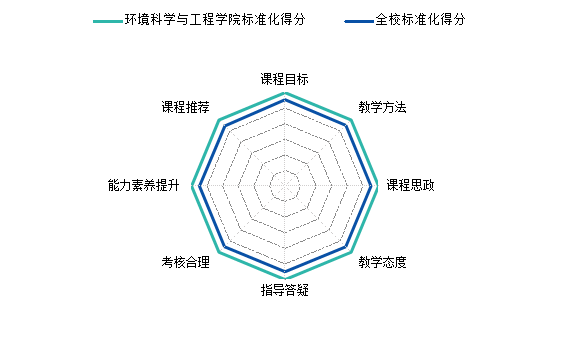 环境科学与工程学院标准化得分 全校标准化得分
课程目标
课程推荐 教学方法
能力素养提升 课程思政
考核合理 教学态度
指导答疑